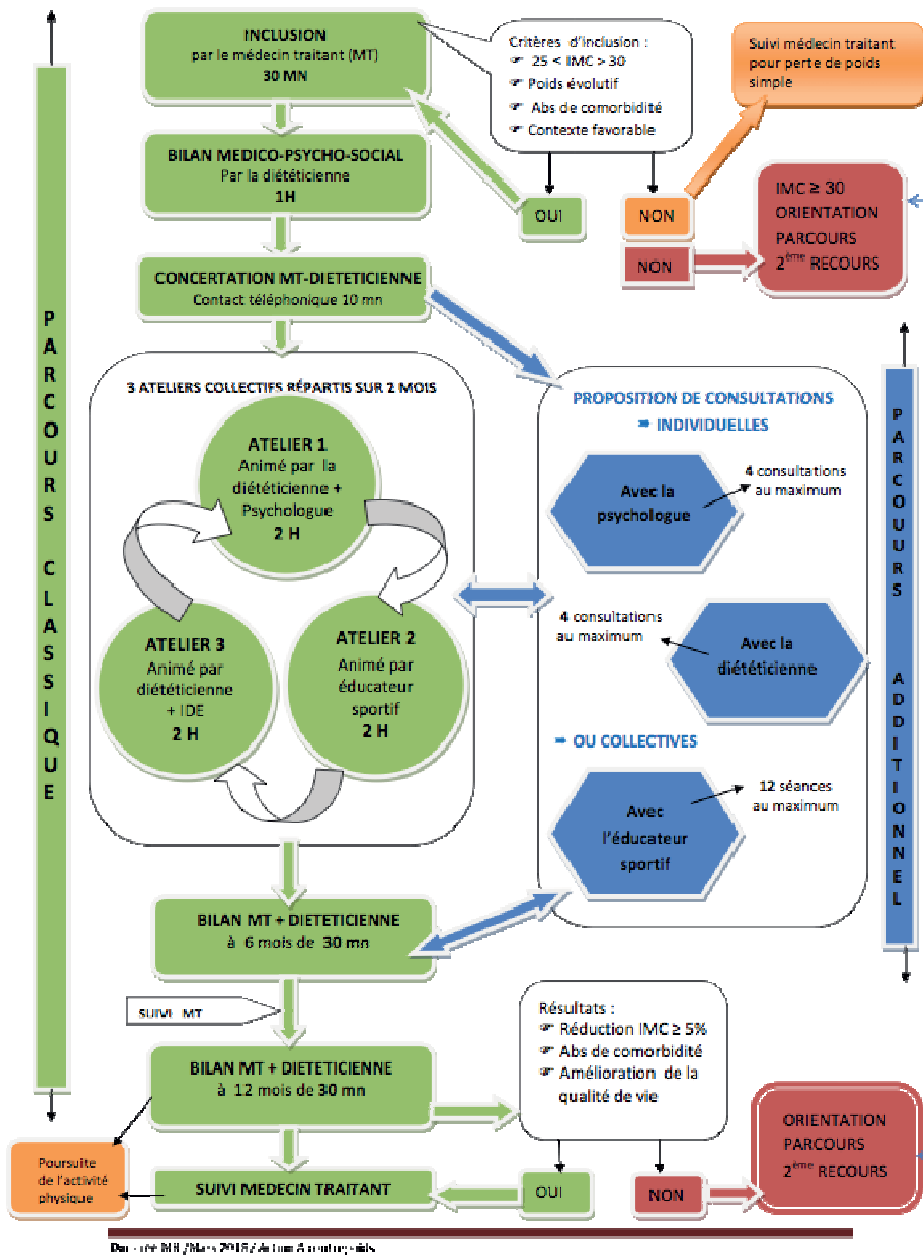 INCLUSION
par le médecin traitant (MT)
30 MN
Critères d'inclusion :
☞ 25 < IMC > 30
☞ Poids évolutif
☞ Abs de comorbidité
☞ Contexte favorable
Suivi médecin traitant
pour perte de poids
simple
BILAN MEDICO-PSYCHO-SOCIAL
Par la diététicienne
1H
OUI
NON
NON
IMC ≥ 30
ORIENTATION
PARCOURS
2ème RECOURS
CONCERTATION MT-DIETETICIENNE
Contact téléphonique 10 mn
PARCOURS CLASSIQUE
3 ATELIERS COLLECTIFS RÉPARTIS SUR 2 MOIS
ATELIER 1
Animé par la
diététicienne +
Psychologue
2 H
ATELIER 2
Animé par
éducateur
sportif
2 H
ATELIER 3
Animé par
diététicienne
+ IDE
2 H
PROPOSITION DE CONSULTATIONS
INDIVIDUELLES
Avec la
psychologue
4 consultations
au maximum
4 consultations
au maximum
Avec la
diététicienne
OU COLLECTIVES
Avec
l'éducateur
sportif
12 séances
au maximum
PARCOURS ADDITIONNEL
BILAN MT + DIETETICIENNE
à 6 mois de 30 mn
SUIVI MT
BILAN MT + DIETETICIENNE
à 12 mois de 30 mn
Résultats :
☞ Réduction IMC ≥ 5%
☞ Abs de comorbidité
☞ Amélioration de la
qualité de vie
Poursuite
de l'activité
physique
SUIVI MEDECIN TRAITANT
OUI
NON
ORIENTATION
PARCOURS
2ème RECOURS